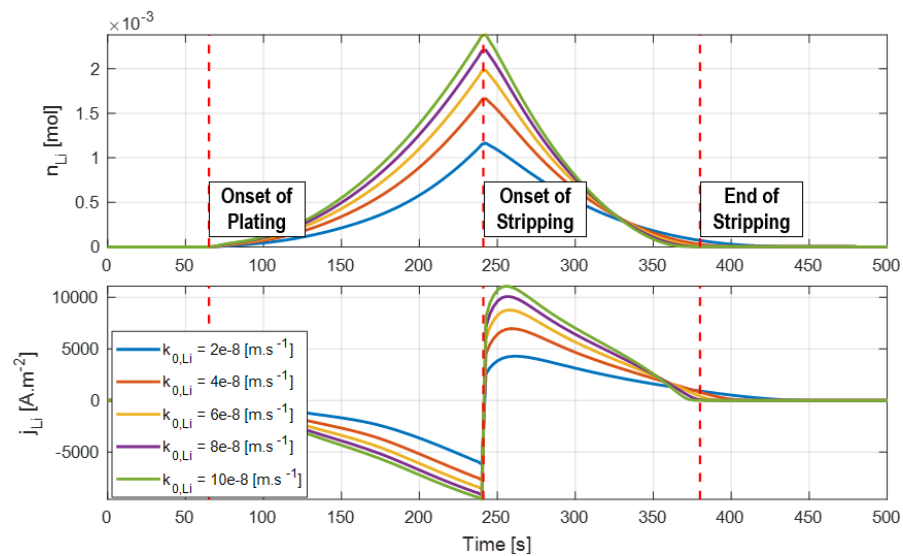 ×10⁻³
2
1.5
1
0.5
0
n_Li [mol]
Onset of
Plating
Onset of
Stripping
End of
Stripping
0 50 100 150 200 250 300 350 400 450 500
10000
5000
0
-5000
j_Li [A.m⁻²]
k_0,Li = 2e-8 [m.s⁻¹]
k_0,Li = 4e-8 [m.s⁻¹]
k_0,Li = 6e-8 [m.s⁻¹]
k_0,Li = 8e-8 [m.s⁻¹]
k_0,Li = 10e-8 [m.s⁻¹]
0 50 100 150 200 250 300 350 400 450 500
Time [s]